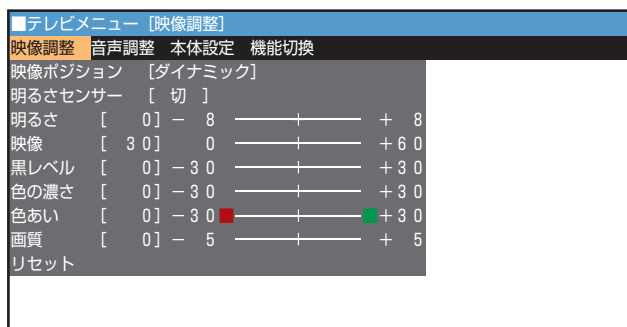 ■テレビメニュー [映像調整]
映像調整 音声調整 本体設定 機能切換
映像ポジション [ダイナミック]
明るさセンサー [ 切 ]
明るさ [ 0] － 8 ＋ 8
映像 [ 30] 0 ＋60
黒レベル [ 0] －30 ＋30
色の濃さ [ 0] －30 ＋30
色あい [ 0] －30 ＋30
画質 [ 0] － 5 ＋ 5
リセット